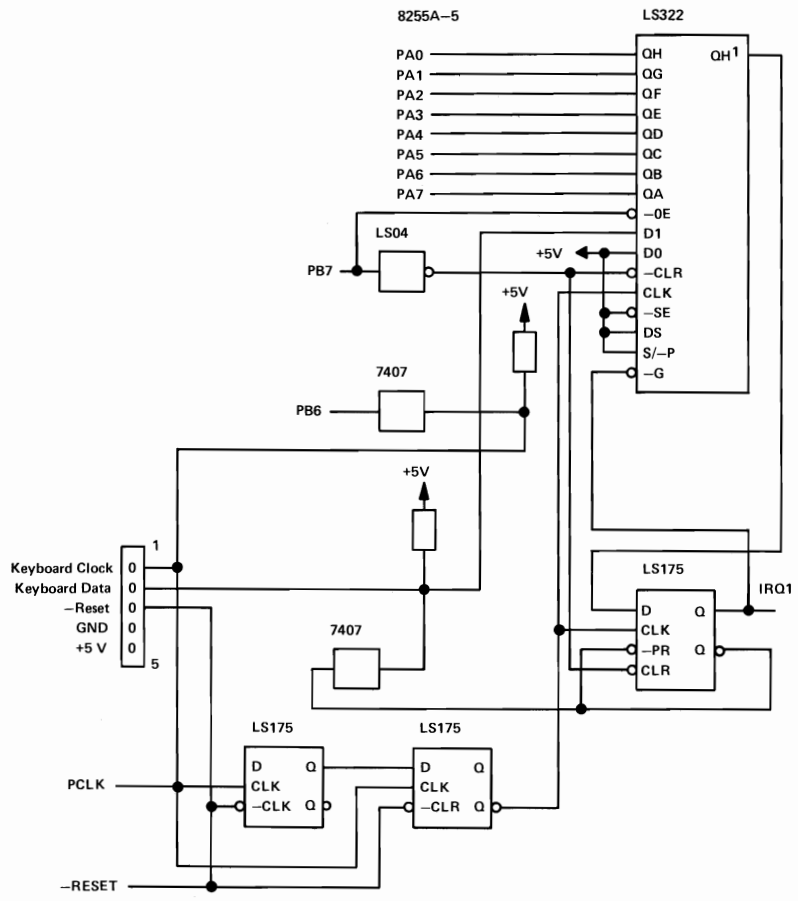 8255A-5
LS322
PA0
PA1
PA2
PA3
PA4
PA5
PA6
PA7
QH
QG
QF
QE
QD
QC
QB
QA
-OE
D1
D0
-CLR
CLK
-SE
DS
S/-P
-G
QH1
LS04
PB7
+5V
+5V
7407
PB6
+5V
1
Keyboard Clock 0
Keyboard Data 0
-Reset 0
GND 0
+5 V 0
5
7407
LS175
D Q
CLK
-PR Q
CLR
IRQ1
LS175
D Q
CLK
-CLK Q
LS175
D Q
CLK
-CLR Q
PCLK
-RESET